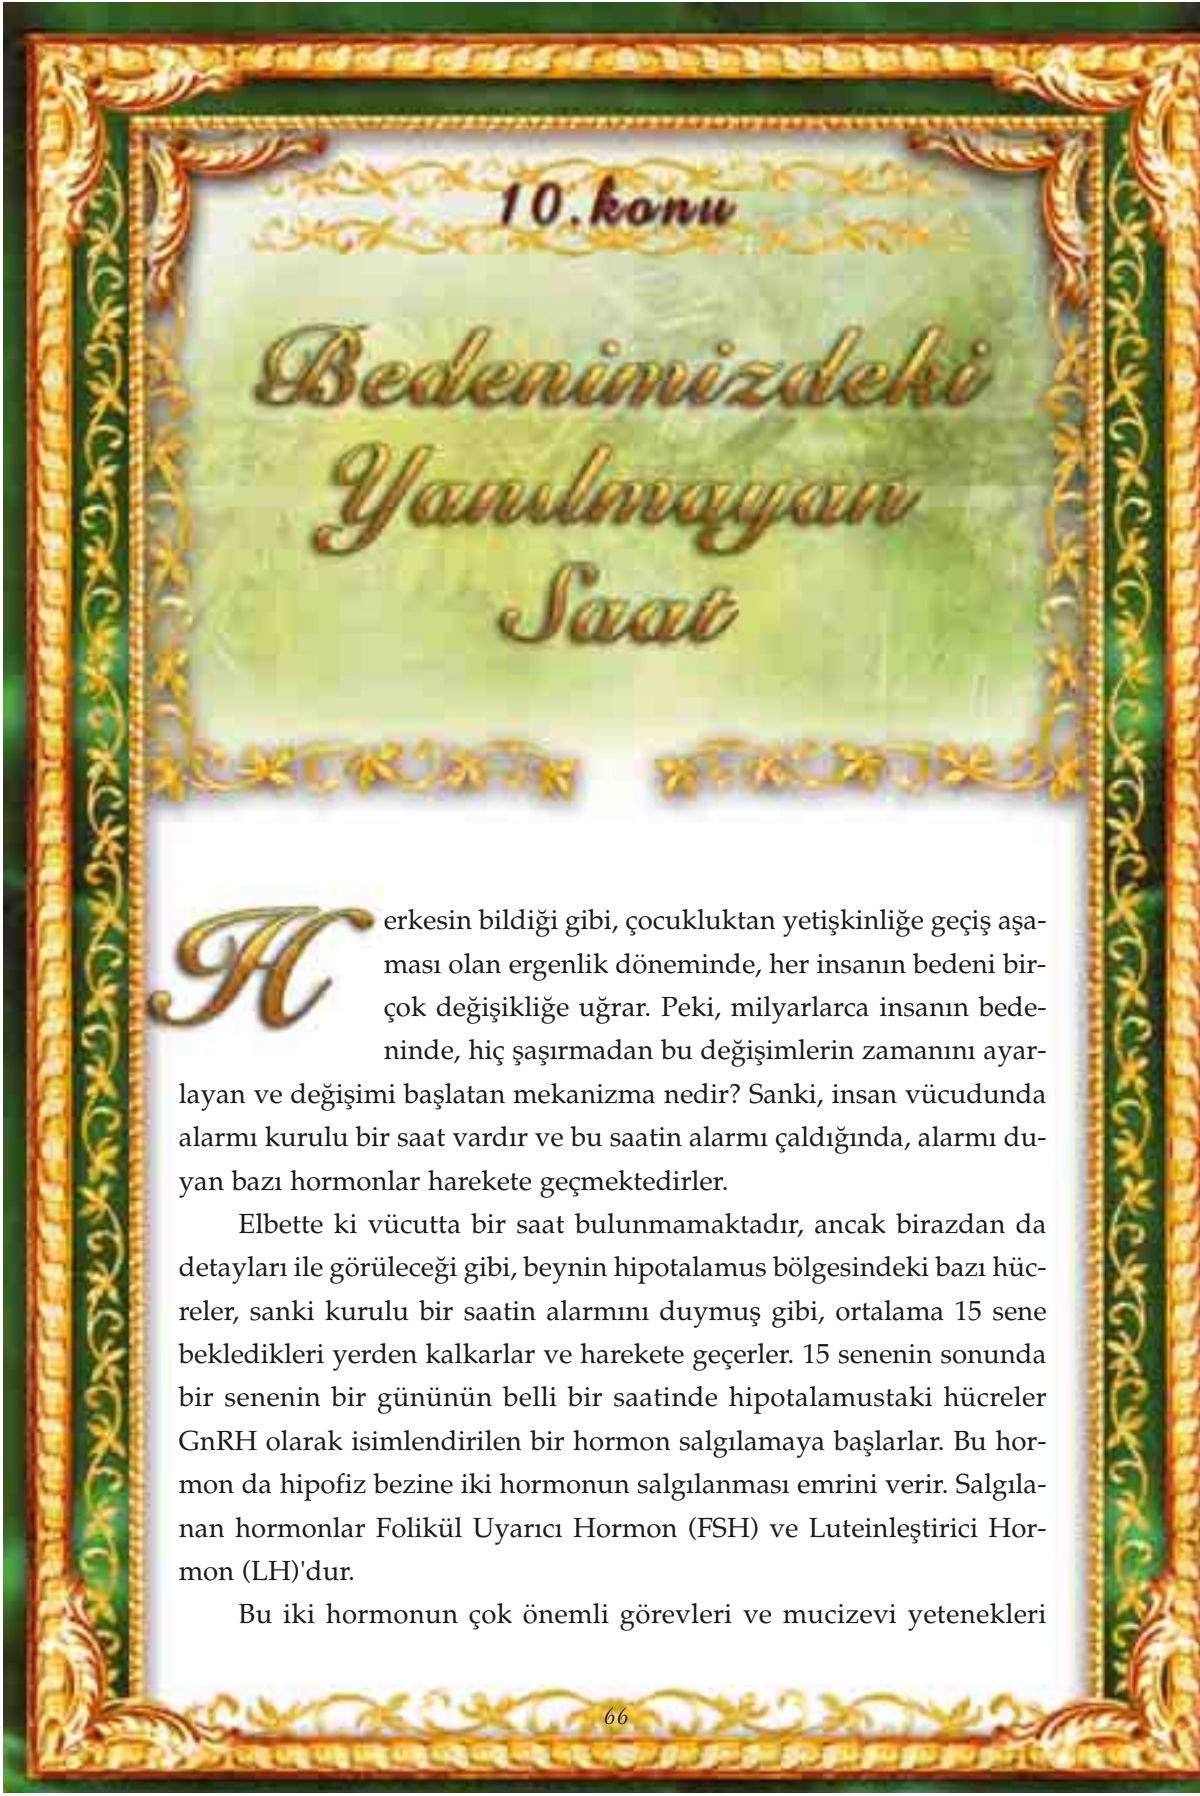 10.konu
Bedenimizdeki
Yanılmayan
Saat
Herkesin bildiği gibi, çocukluktan yetişkinliğe geçiş aşa-
ması olan ergenlik döneminde, her insanın bedeni bir-
çok değişikliğe uğrar. Peki, milyarlarca insanın bede-
ninde, hiç şaşırmadan bu değişimlerin zamanını ayar-
layan ve değişimi başlatan mekanizma nedir? Sanki, insan vücudunda
alarmı kurulu bir saat vardır ve bu saatin alarmı çaldığında, alarmı du-
yan bazı hormonlar harekete geçmektedirler.
Elbette ki vücutta bir saat bulunmamaktadır, ancak birazdan da
detayları ile görüleceği gibi, beynin hipotalamus bölgesindeki bazı hüc-
reler, sanki kurulu bir saatin alarmını duymuş gibi, ortalama 15 sene
bekledikleri yerden kalkarlar ve harekete geçerler. 15 senenin sonunda
bir senenin bir gününün belli bir saatinde hipotalamustaki hücreler
GnRH olarak isimlendirilen bir hormon salgılamaya başlarlar. Bu hor-
mon da hipofiz bezine iki hormonun salgılanması emrini verir. Salgıla-
nan hormonlar Folikül Uyarıcı Hormon (FSH) ve Luteinleştirici Hor-
mon (LH)'dur.
Bu iki hormonun çok önemli görevleri ve mucizevi yetenekleri
66